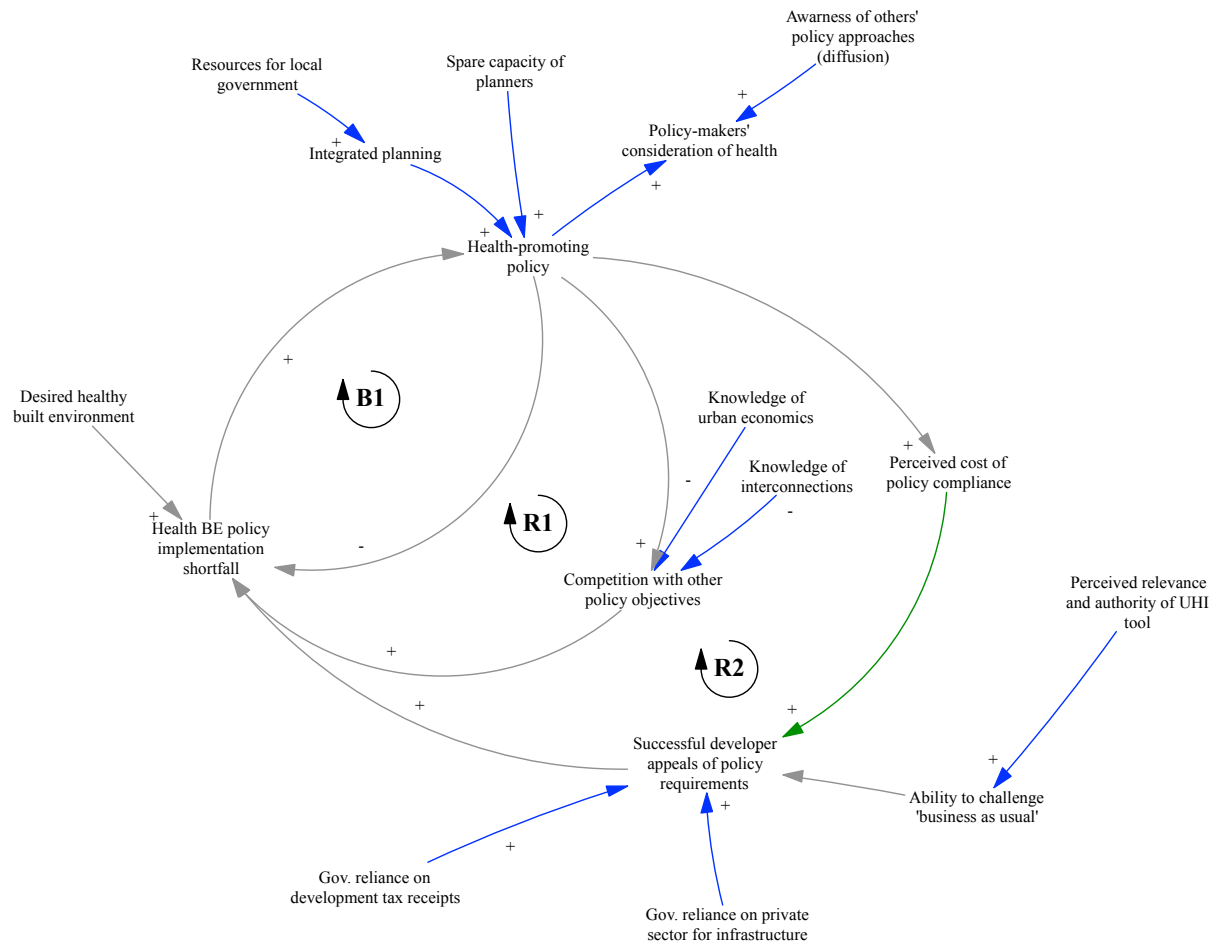 Awarness of others'
policy approaches
(diffusion)
Resources for local
government
Spare capacity of
planners
+
+
Policy-makers'
consideration of health
Integrated planning
+
+
+
Health-promoting
policy
+
B1
Desired healthy
built environment
Knowledge of
urban economics
+
Perceived cost of
policy compliance
Knowledge of
interconnections
-
-
+
Health BE policy
implementation
shortfall
R1
-
+
Competition with other
policy objectives
Perceived relevance
and authority of UHI
tool
+
R2
+
+
Successful developer
appeals of policy
requirements
+
Ability to challenge
'business as usual'
+
+
Gov. reliance on
development tax receipts
Gov. reliance on private
sector for infrastructure